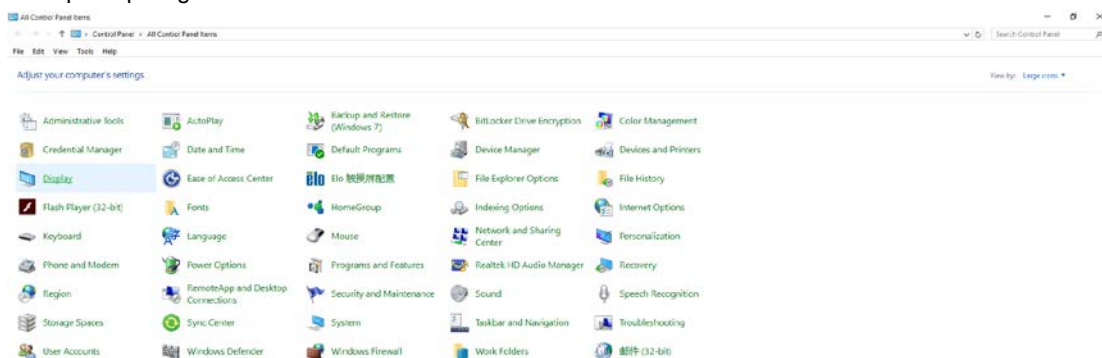 All Control Panel Items
Control Panel › All Control Panel Items
Search Control Panel
File Edit View Tools Help
Adjust your computer's settings
View by: Large icons
Administrative Tools
AutoPlay
Backup and Restore
(Windows 7)
BitLocker Drive Encryption
Color Management
Credential Manager
Date and Time
Default Programs
Device Manager
Devices and Printers
Display
Ease of Access Center
Elo 触摸屏配置
File Explorer Options
File History
Flash Player (32-bit)
Fonts
HomeGroup
Indexing Options
Internet Options
Keyboard
Language
Mouse
Network and Sharing
Center
Personalization
Phone and Modem
Power Options
Programs and Features
Realtek HD Audio Manager
Recovery
Region
RemoteApp and Desktop
Connections
Security and Maintenance
Sound
Speech Recognition
Storage Spaces
Sync Center
System
Taskbar and Navigation
Troubleshooting
User Accounts
Windows Defender
Windows Firewall
Work Folders
邮件 (32-bit)